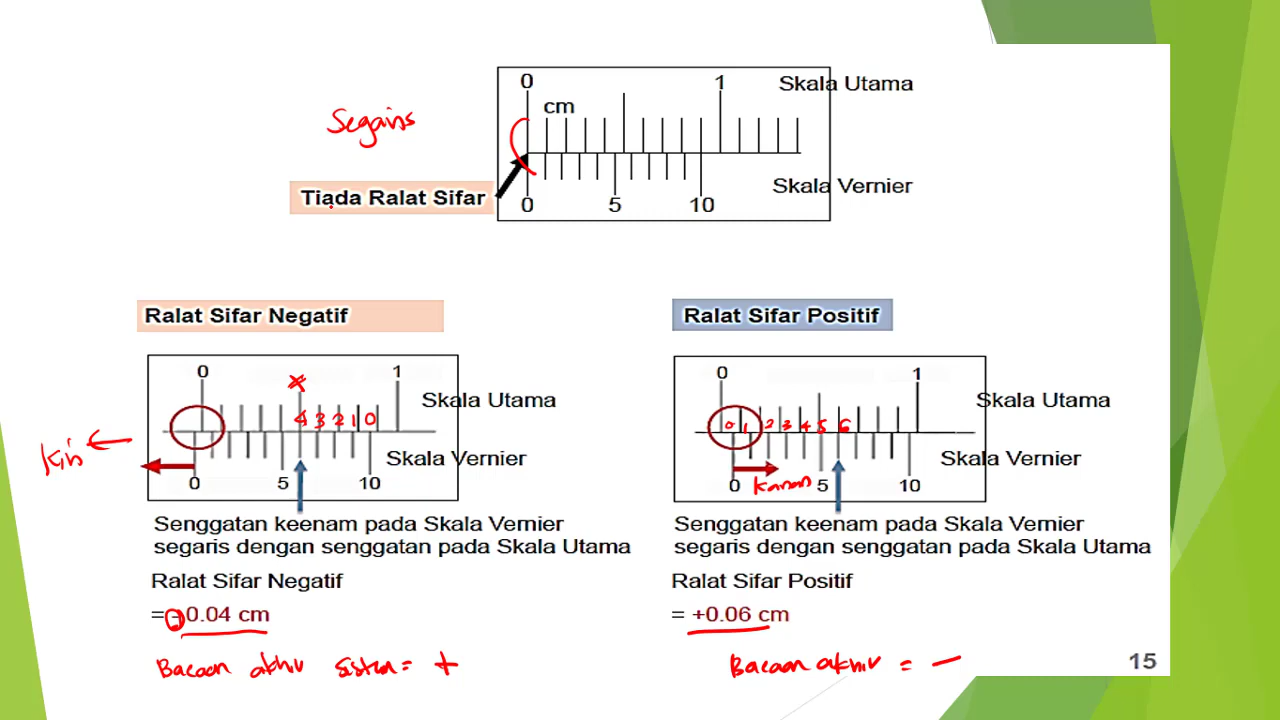 0 1 Skala Utama
cm
Segaris
Skala Vernier
Tiada Ralat Sifar
0 5 10
Ralat Sifar Negatif
0 1
Skala Utama
4 3 2 1 0
Kiri
Skala Vernier
0 5 10
Senggatan keenam pada Skala Vernier
segaris dengan senggatan pada Skala Utama
Ralat Sifar Negatif
= -0.04 cm
Bacaan akhir = +
Ralat Sifar Positif
0 1
Skala Utama
0 1 2 3 4 5 6
Skala Vernier
0 Kanan 5 10
Senggatan keenam pada Skala Vernier
segaris dengan senggatan pada Skala Utama
Ralat Sifar Positif
= +0.06 cm
Bacaan akhir = -
15